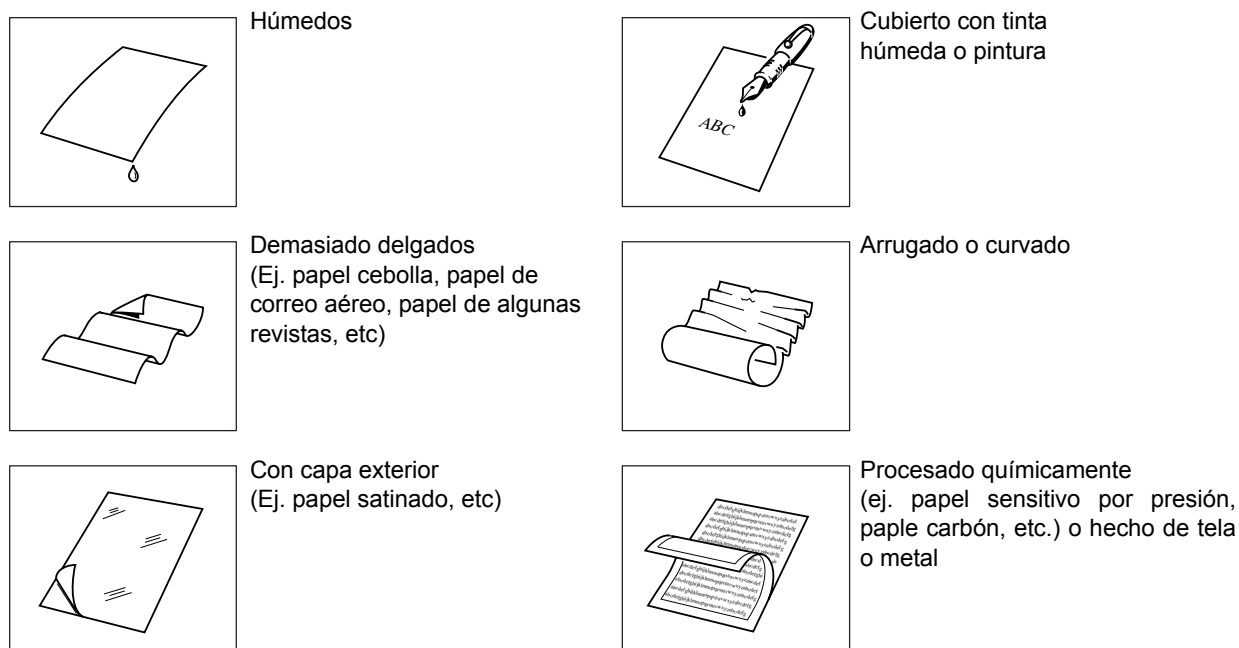 Húmedos
Cubierto con tinta
húmeda o pintura
ABC
Demasiado delgados
(Ej. papel cebolla, papel de
correo aéreo, papel de algunas
revistas, etc)
Arrugado o curvado
Con capa exterior
(Ej. papel satinado, etc)
Procesado químicamente
(ej. papel sensitivo por presión,
paple carbón, etc.) o hecho de tela
o metal